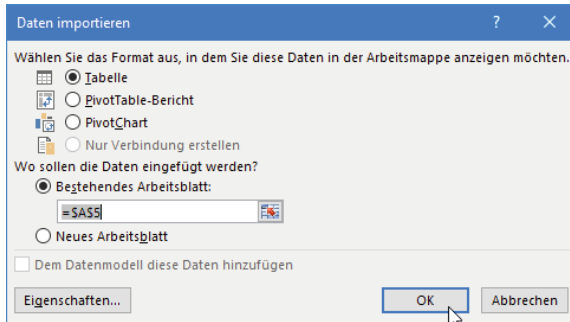 Daten importieren ? ×
Wählen Sie das Format aus, in dem Sie diese Daten in der Arbeitsmappe anzeigen möchten.
Tabelle
PivotTable-Bericht
PivotChart
Nur Verbindung erstellen
Wo sollen die Daten eingefügt werden?
Bestehendes Arbeitsblatt:
=$A$5
Neues Arbeitsblatt
Dem Datenmodell diese Daten hinzufügen
Eigenschaften... OK Abbrechen